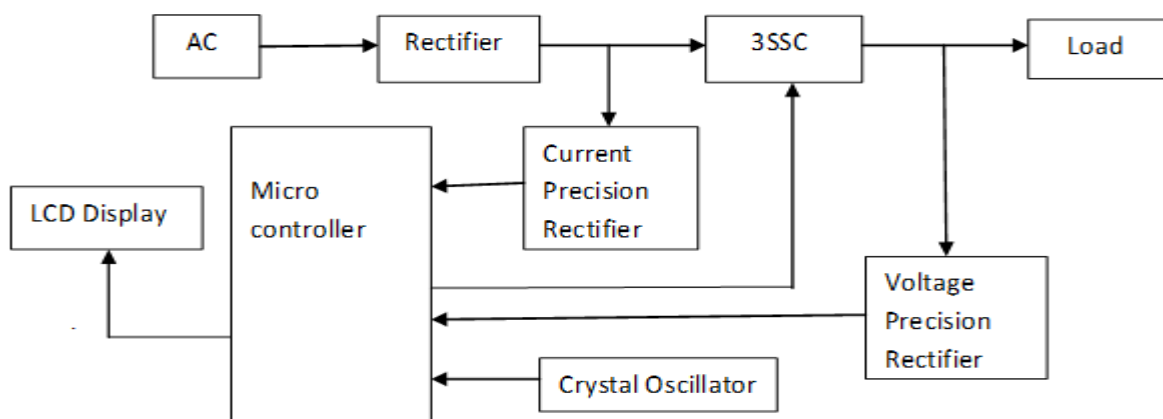 AC
Rectifier
3SSC
Load
Current
Precision
Rectifier
Micro
controller
LCD Display
Voltage
Precision
Rectifier
Crystal Oscillator